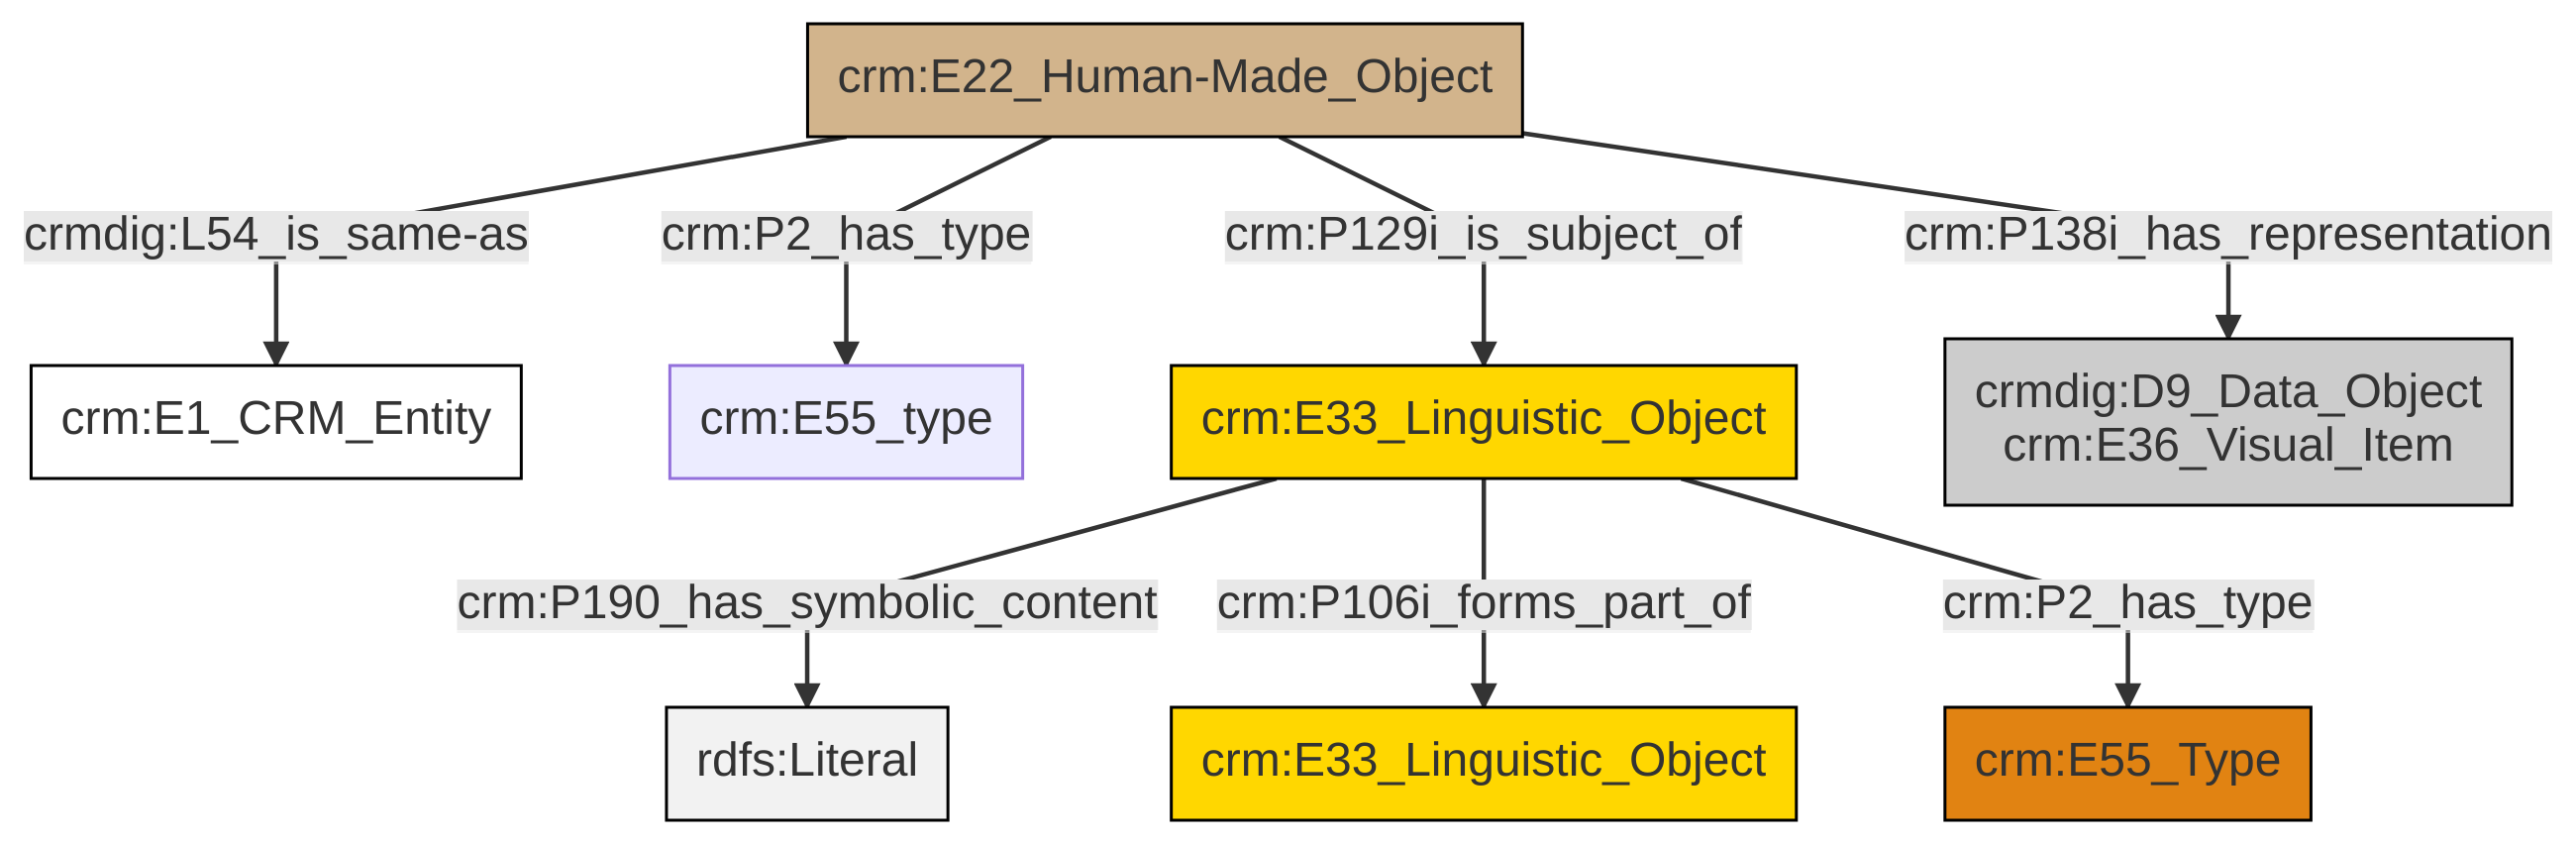 crm:E22_Human-Made_Object
crmdig:L54_is_same-as
crm:P2_has_type
crm:P129i_is_subject_of
crm:P138i_has_representation
crm:E1_CRM_Entity
crm:E55_type
crm:E33_Linguistic_Object
crmdig:D9_Data_Object
crm:E36_Visual_Item
crm:P190_has_symbolic_content
crm:P106i_forms_part_of
crm:P2_has_type
rdfs:Literal
crm:E33_Linguistic_Object
crm:E55_Type